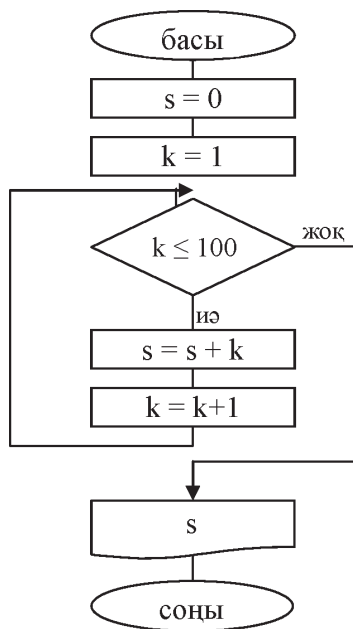 басы
s = 0
k = 1
k ≤ 100
жоқ
иә
s = s + k
k = k+1
s
соңы